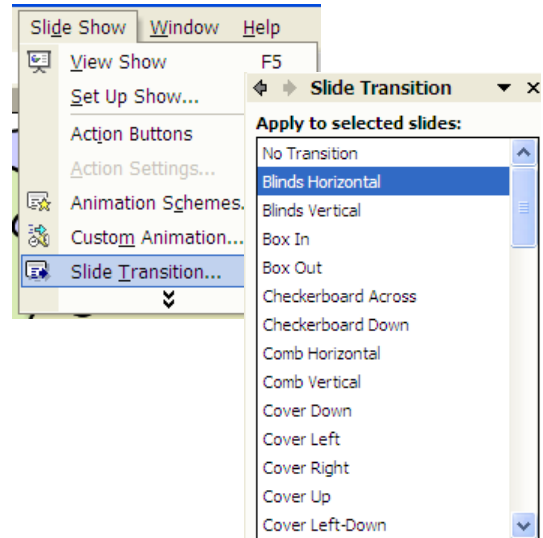 Slide Show Window Help
View Show F5
Set Up Show...
Action Buttons
Action Settings...
Animation Schemes.
Custom Animation...
Slide Transition...
Slide Transition
Apply to selected slides:
No Transition
Blinds Horizontal
Blinds Vertical
Box In
Box Out
Checkerboard Across
Checkerboard Down
Comb Horizontal
Comb Vertical
Cover Down
Cover Left
Cover Right
Cover Up
Cover Left-Down